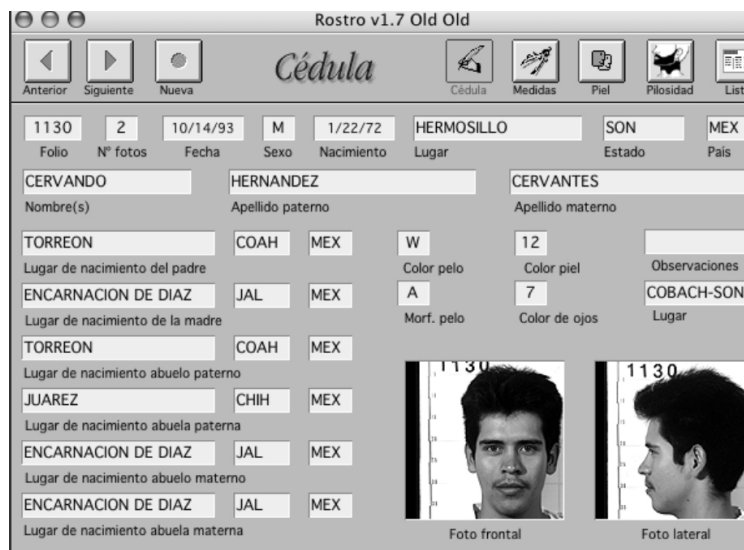 Rostro v1.7 Old Old
Cédula
Anterior Siguiente Nueva Cédula Medidas Piel Pilosidad List
1130 2 10/14/93 M 1/22/72 HERMOSILLO SON MEX
Folio N° fotos Fecha Sexo Nacimiento Lugar Estado País
CERVANDO HERNANDEZ CERVANTES
Nombre(s) Apellido paterno Apellido materno
TORREON COAH MEX W 12
Lugar de nacimiento del padre Color pelo Color piel Observaciones
ENCARNACION DE DIAZ JAL MEX A 7 COBACH-SON
Lugar de nacimiento de la madre Morf. pelo Color de ojos Lugar
TORREON COAH MEX
Lugar de nacimiento abuelo paterno
1130 1130
JUAREZ CHIH MEX
Lugar de nacimiento abuela paterna
ENCARNACION DE DIAZ JAL MEX
Lugar de nacimiento abuelo materno
ENCARNACION DE DIAZ JAL MEX
Lugar de nacimiento abuela materna
Foto frontal Foto lateral